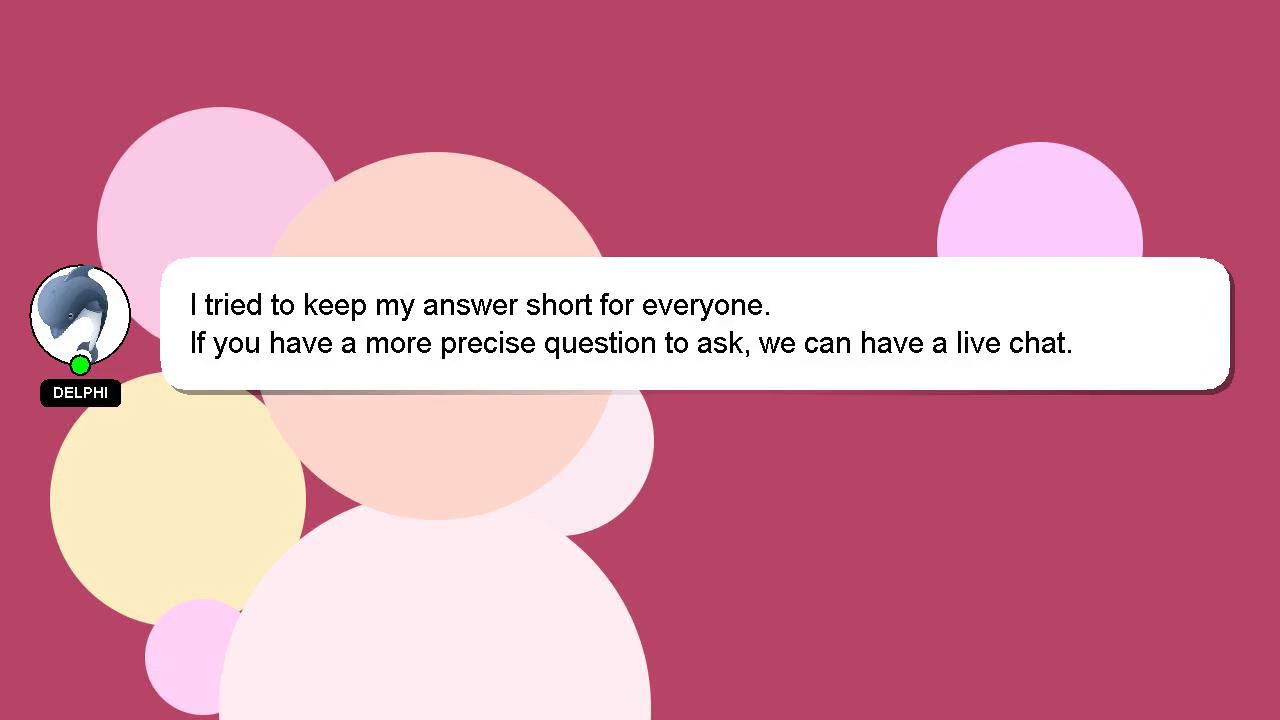 I tried to keep my answer short for everyone.
If you have a more precise question to ask, we can have a live chat.
DELPHI